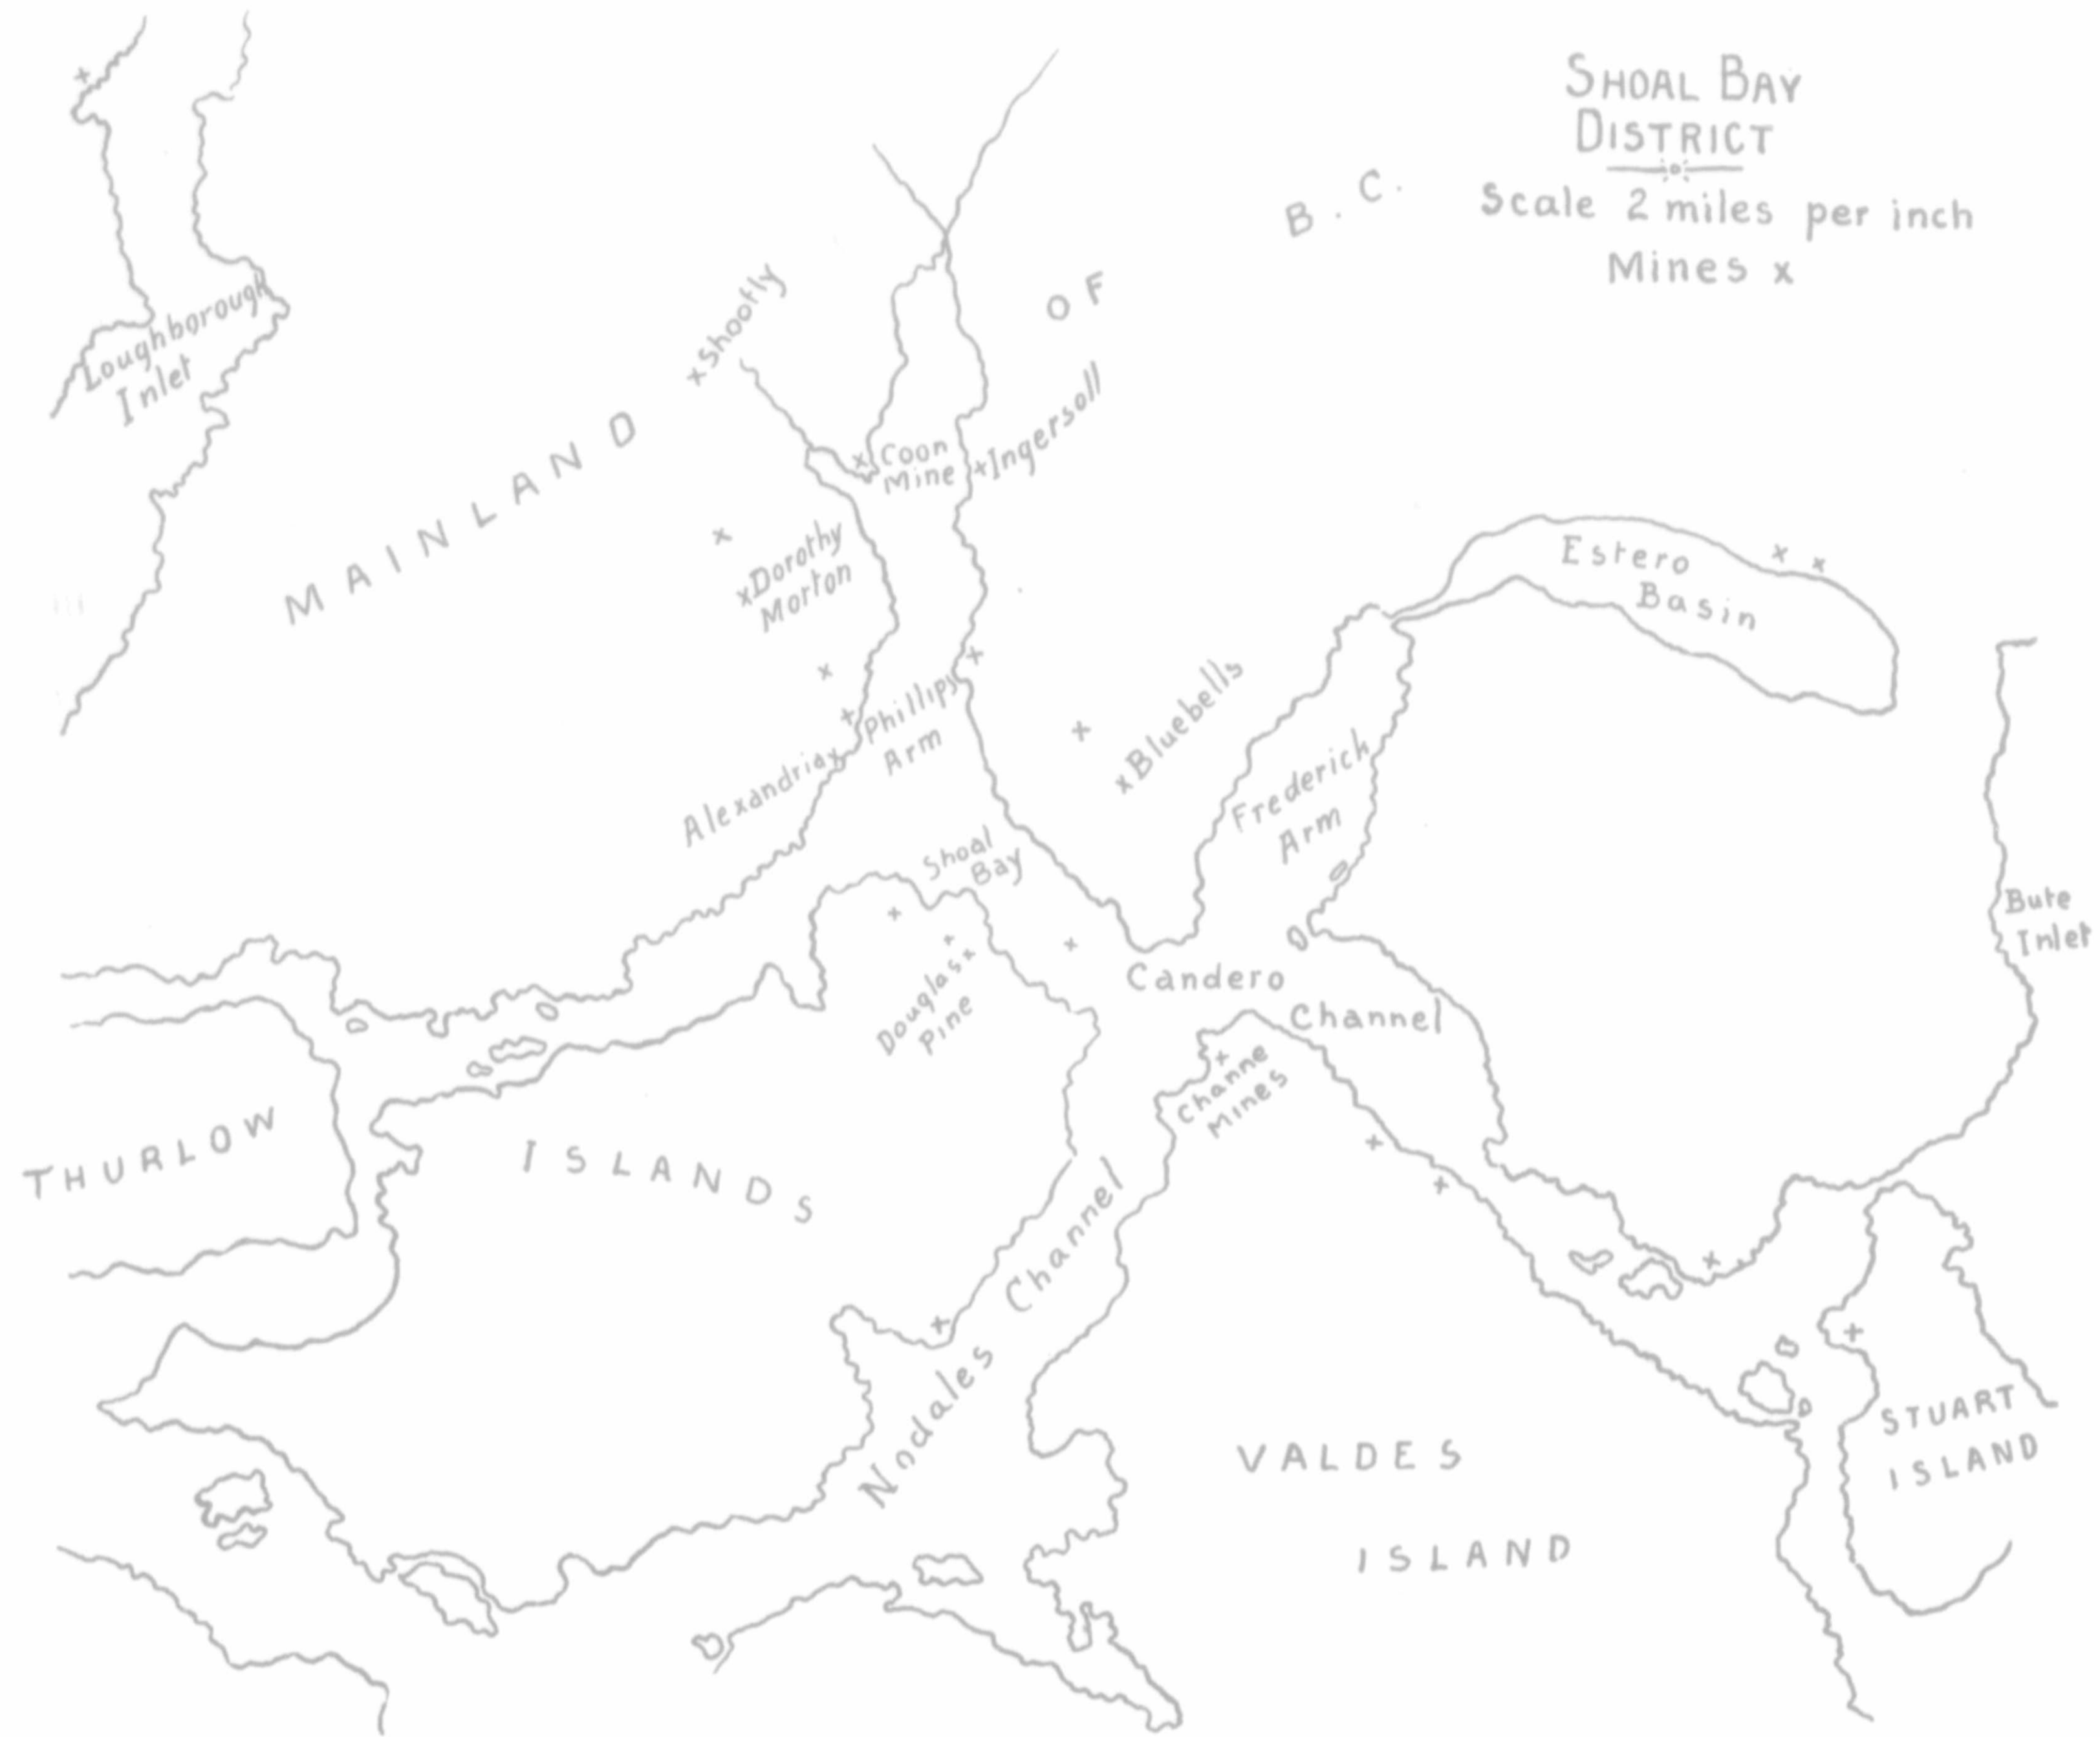 SHOAL BAY
DISTRICT
Scale 2 miles per inch
Mines x
MAINLAND OF B.C.
Loughborough
Inlet
x Shootly
x Coon
Mine
x Ingersoll
x Dorothy
Morton
Estero
Basin
Phillips
Arm
Alexandria x
x Bluebells
Frederich
Arm
Shoal
Bay
Bute
Inlet
Douglas x
Pine
Candero
Channel
Channe
Mines
THURLOW
ISLANDS
Nodales Channel
VALDES
ISLAND
STUART
ISLAND